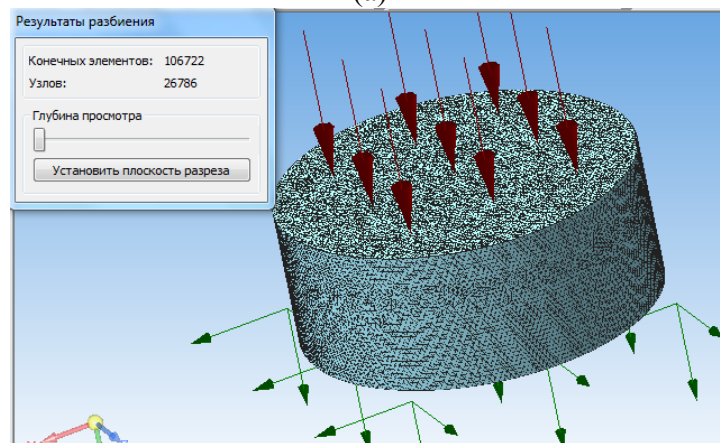 (a)
Результаты разбиения
Конечных элементов: 106722
Узлов: 26786
Глубина просмотра
Установить плоскость разреза